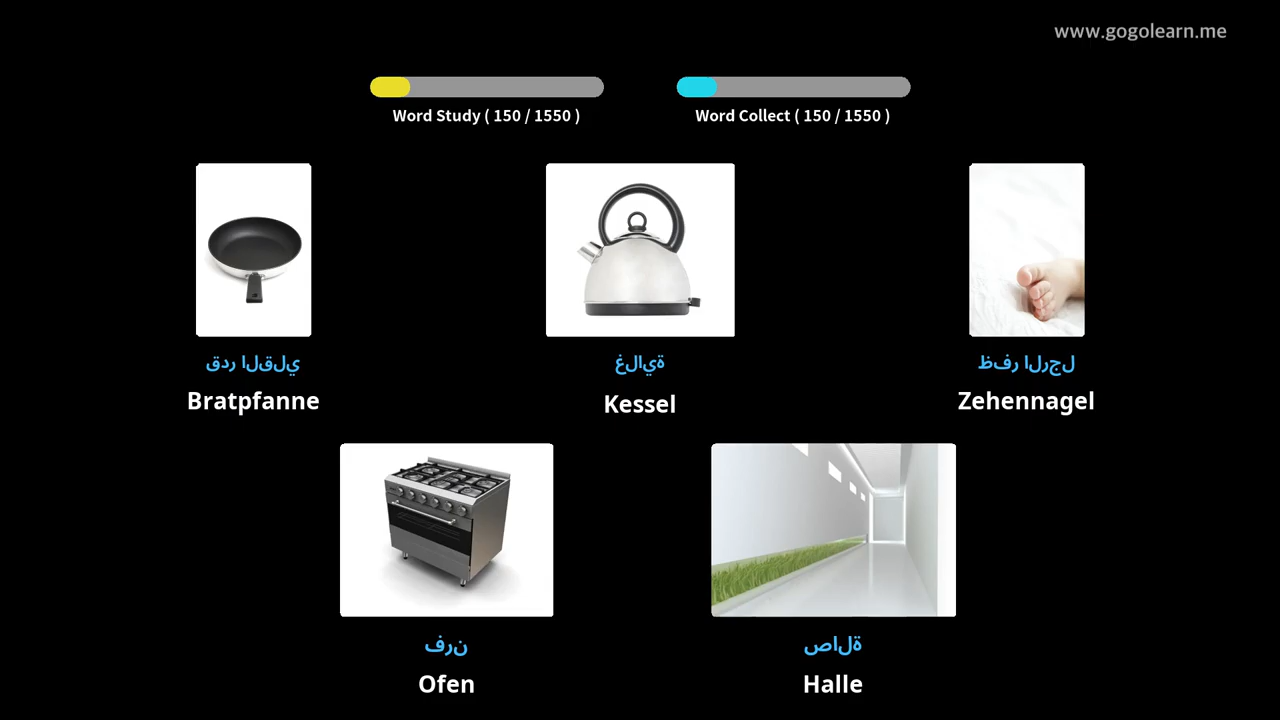 www.gogolearn.me
Word Study ( 150 / 1550 )
Word Collect ( 150 / 1550 )
قدر القلي
غلاية
ظفر الرجل
Bratpfanne
Kessel
Zehennagel
فرن
صالة
Ofen
Halle